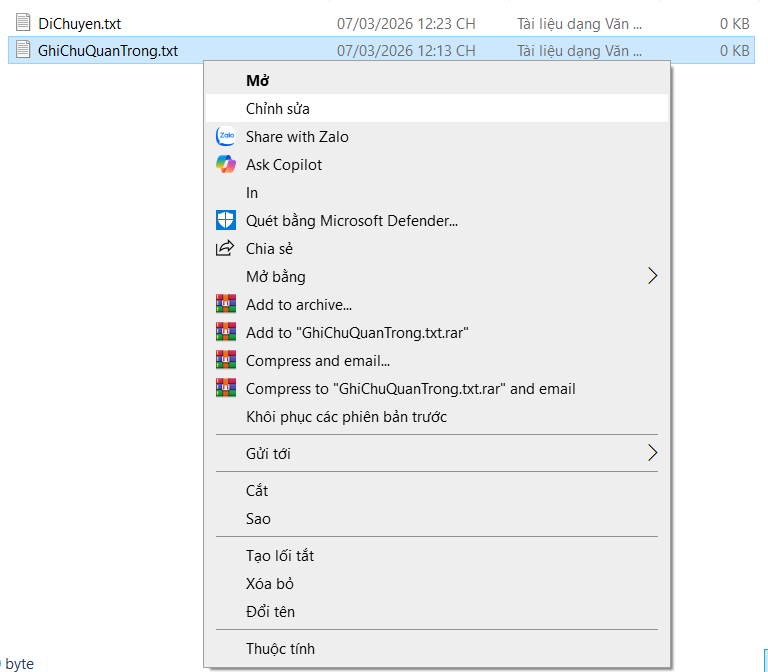 DiChuyen.txt 07/03/2026 12:23 CH Tài liệu dạng Văn ... 0 KB
GhiChuQuanTrong.txt 07/03/2026 12:13 CH Tài liệu dạng Văn ... 0 KB
Mở
Chỉnh sửa
Zalo Share with Zalo
Ask Copilot
In
Quét bằng Microsoft Defender...
Chia sẻ
Mở bằng
Add to archive...
Add to "GhiChuQuanTrong.txt.rar"
Compress and email...
Compress to "GhiChuQuanTrong.txt.rar" and email
Khôi phục các phiên bản trước
Gửi tới
Cắt
Sao
Tạo lối tắt
Xóa bỏ
Đổi tên
Thuộc tính
byte